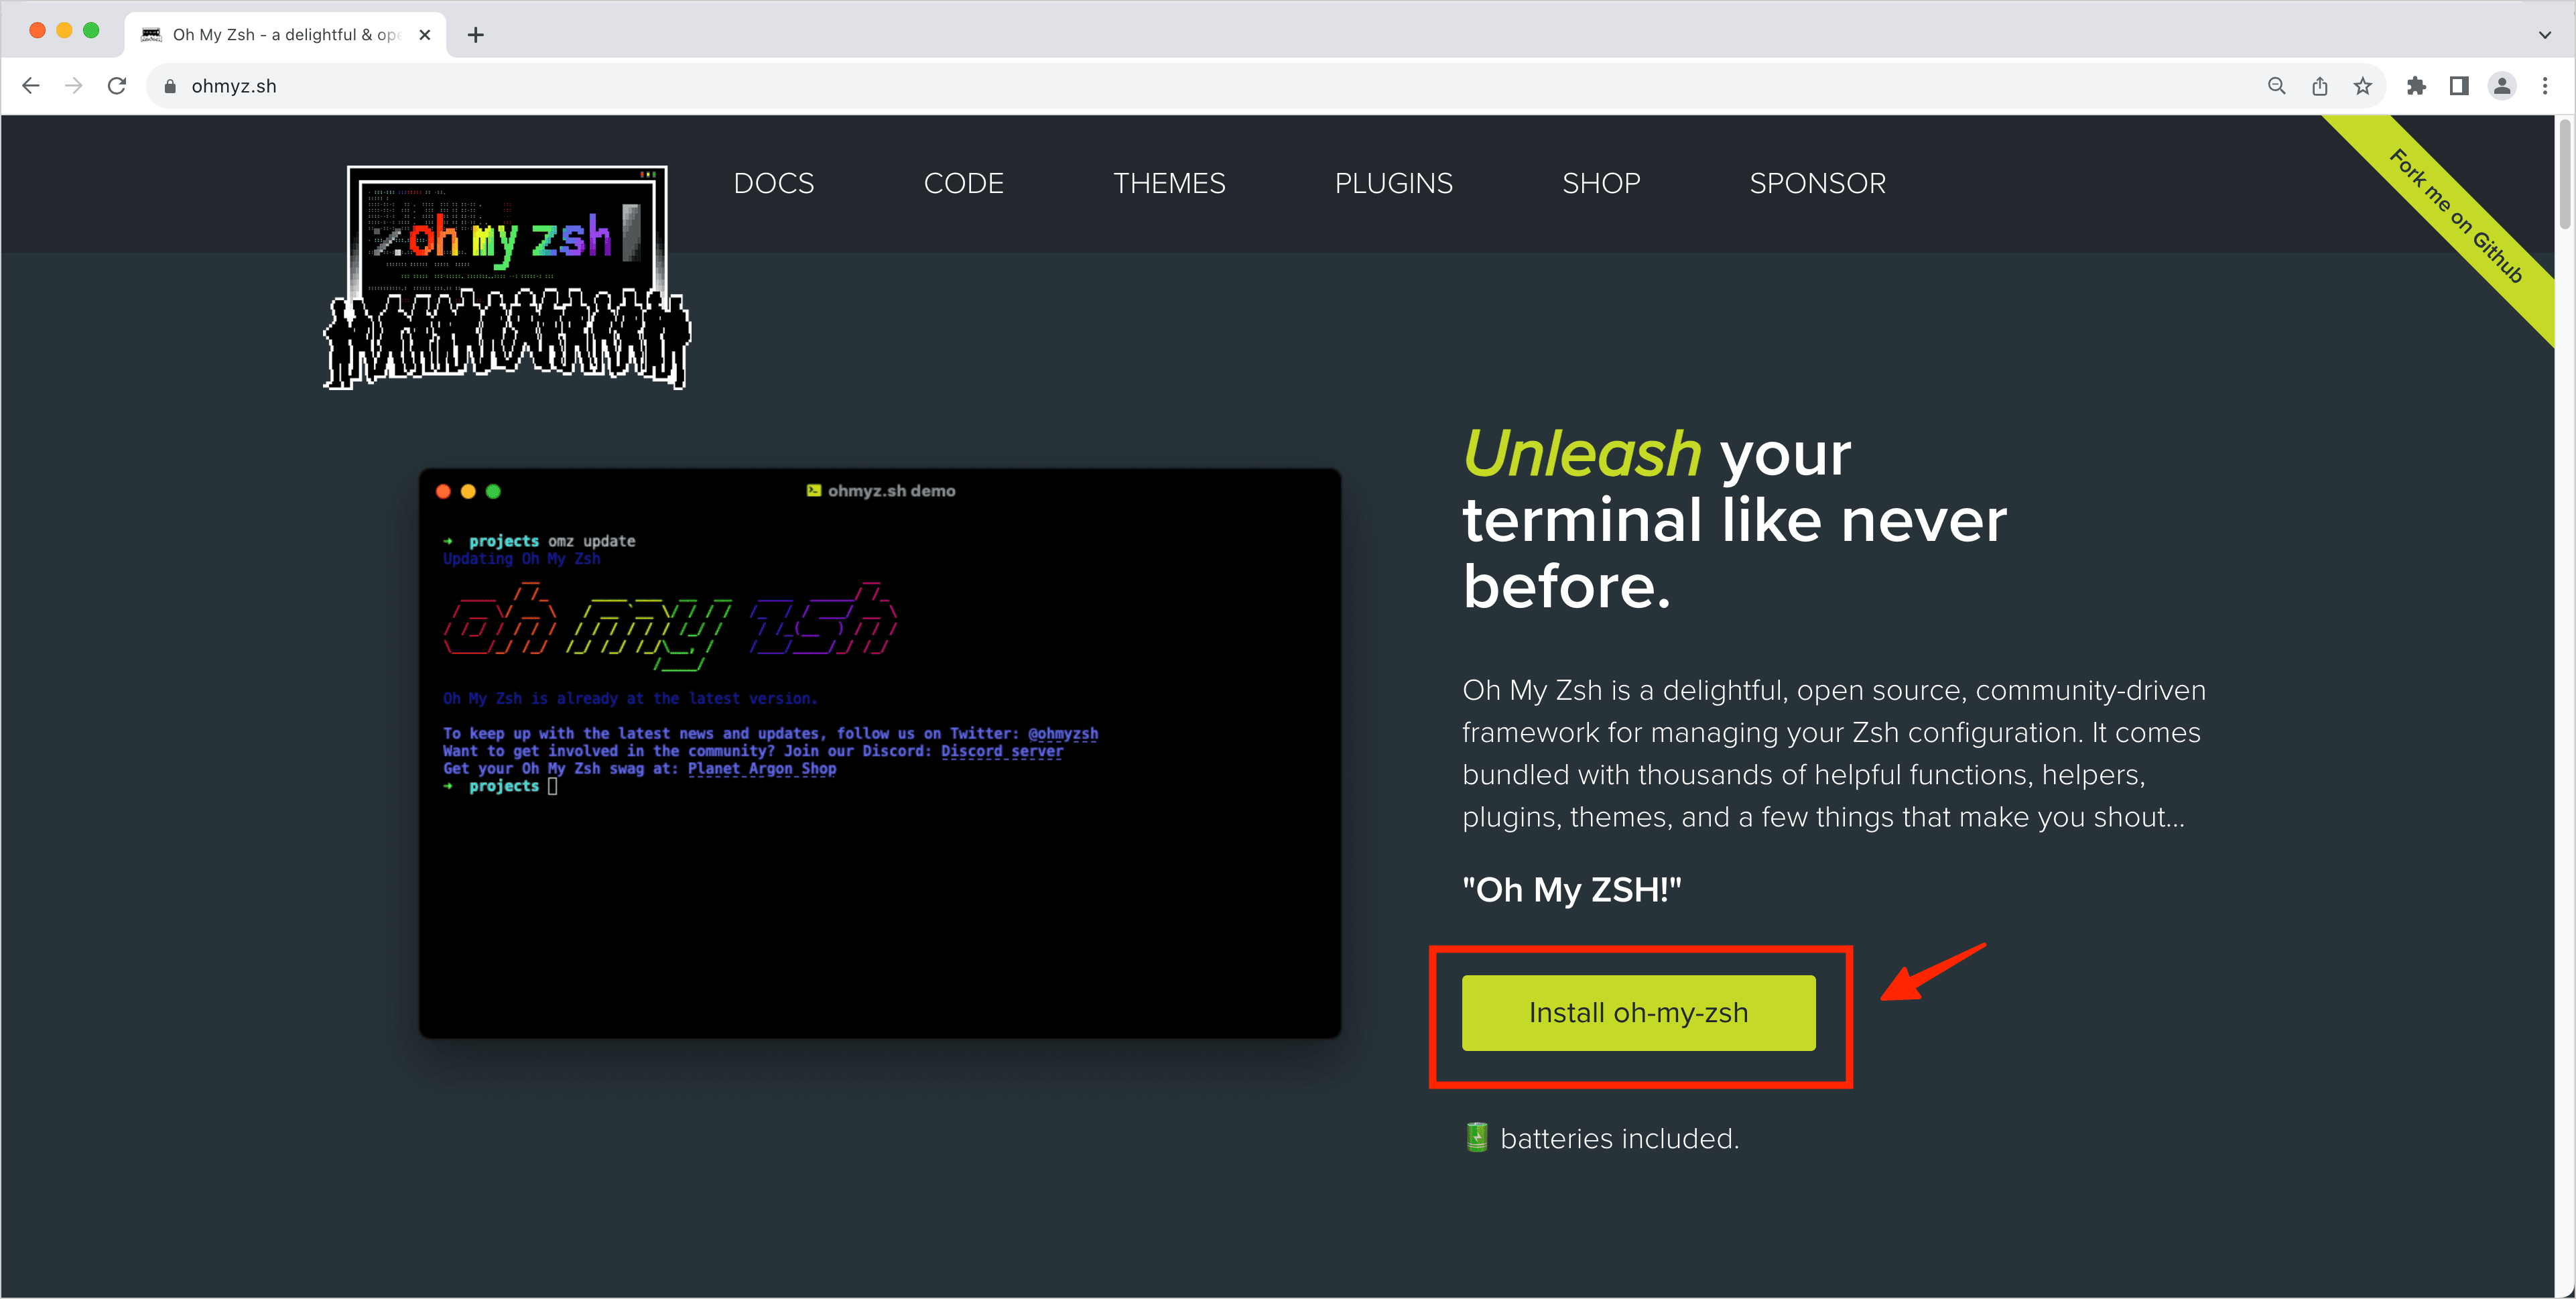 Oh My Zsh - a delightful & ope
ohmyz.sh
oh my zsh
DOCS
CODE
THEMES
PLUGINS
SHOP
SPONSOR
Fork me on Github
ohmyz.sh demo
→ projects omz update
Updating Oh My Zsh
oh my zsh
Oh My Zsh is already at the latest version.
To keep up with the latest news and updates, follow us on Twitter: @ohmyzsh
Want to get involved in the community? Join our Discord: Discord server
Get your Oh My Zsh swag at: Planet Argon Shop
→ projects
Unleash your
terminal like never
before.
Oh My Zsh is a delightful, open source, community-driven
framework for managing your Zsh configuration. It comes
bundled with thousands of helpful functions, helpers,
plugins, themes, and a few things that make you shout...
"Oh My ZSH!"
Install oh-my-zsh
batteries included.